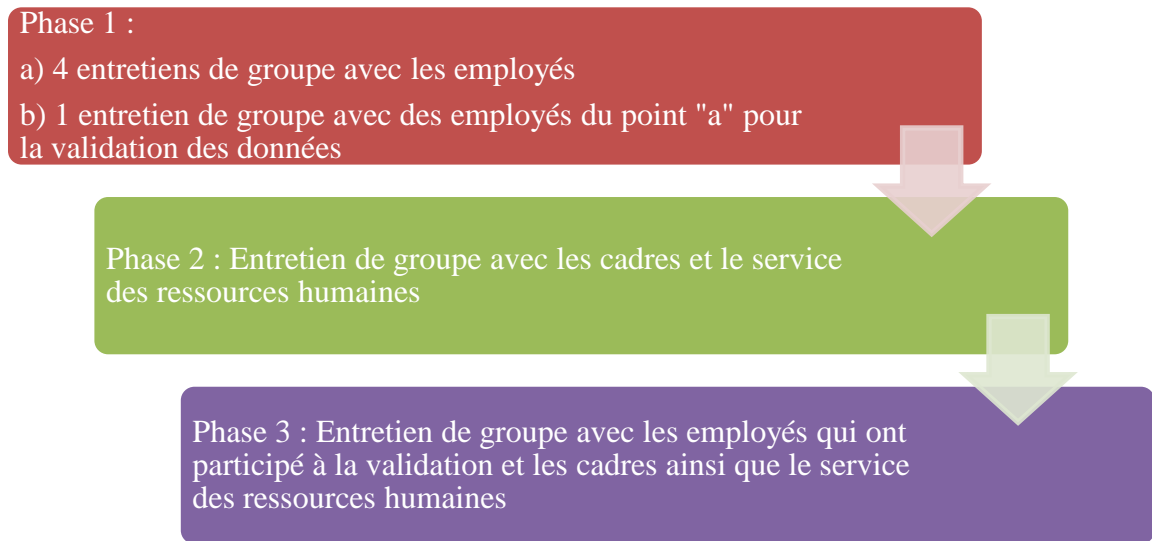 Phase 1 :
a) 4 entretiens de groupe avec les employés
b) 1 entretien de groupe avec des employés du point "a" pour
la validation des données
Phase 2 : Entretien de groupe avec les cadres et le service
des ressources humaines
Phase 3 : Entretien de groupe avec les employés qui ont
participé à la validation et les cadres ainsi que le service
des ressources humaines